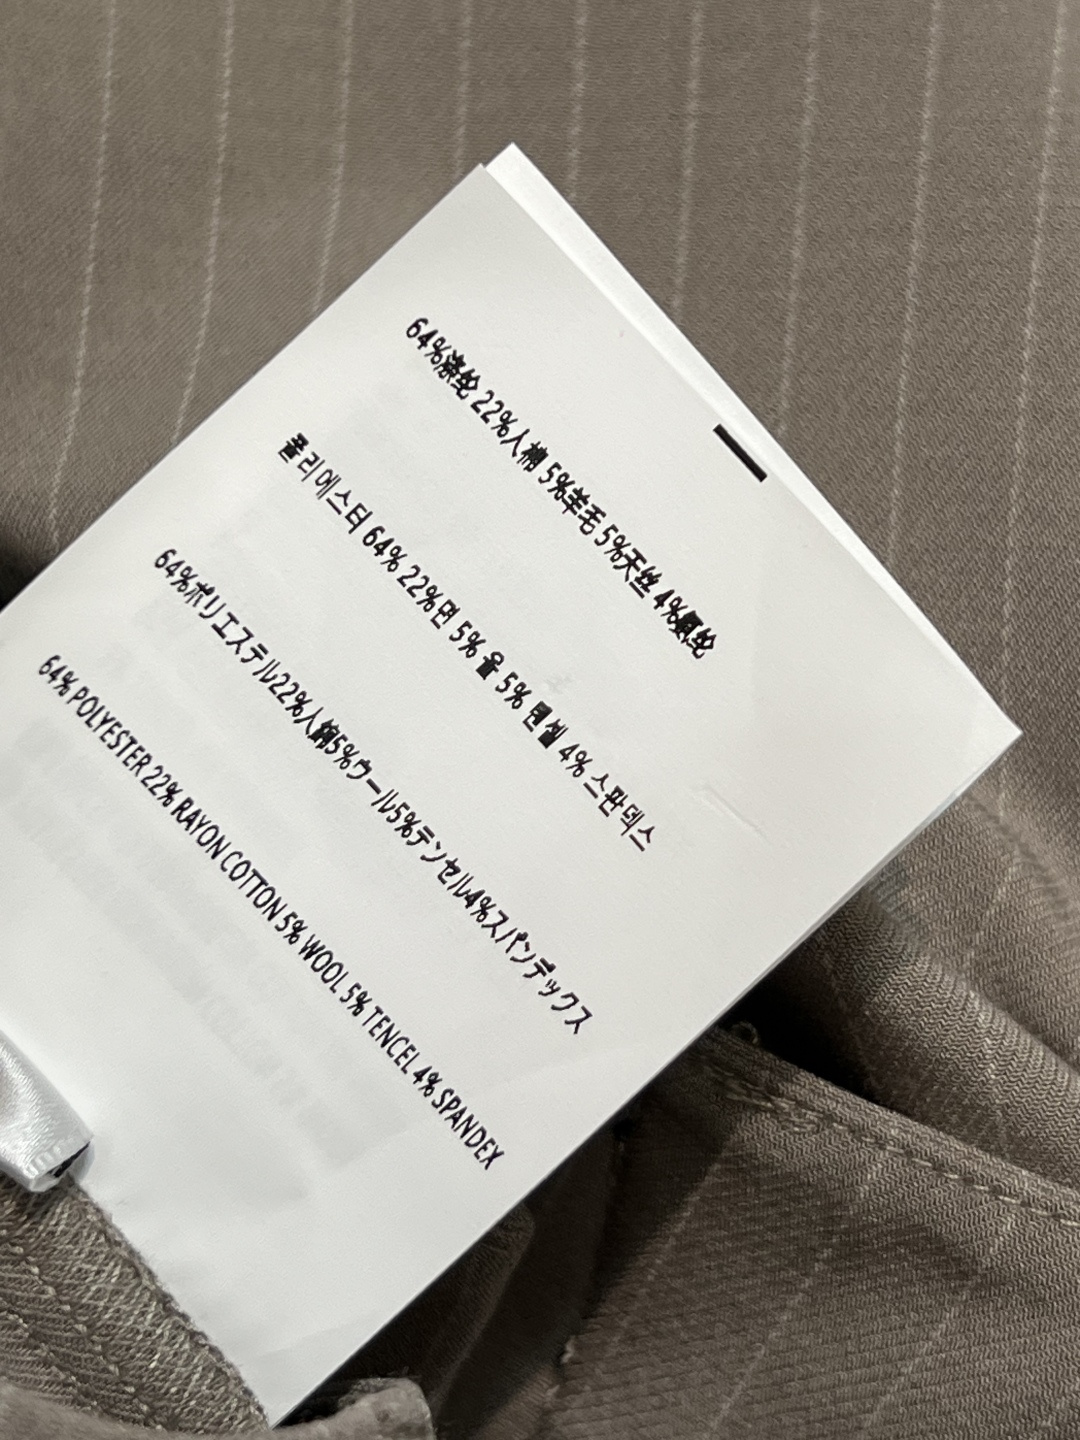 64%涤纶 22%人棉 5%羊毛 5%天丝 4%氨纶
폴리에스터 64% 22%면 5% 울 5% 텐셀 4% 스판덱스
64%ポリエステル22%人綿5%ウール5%テンセル4%スパンデックス
64% POLYESTER 22% RAYON COTTON 5% WOOL 5% TENCEL 4% SPANDEX